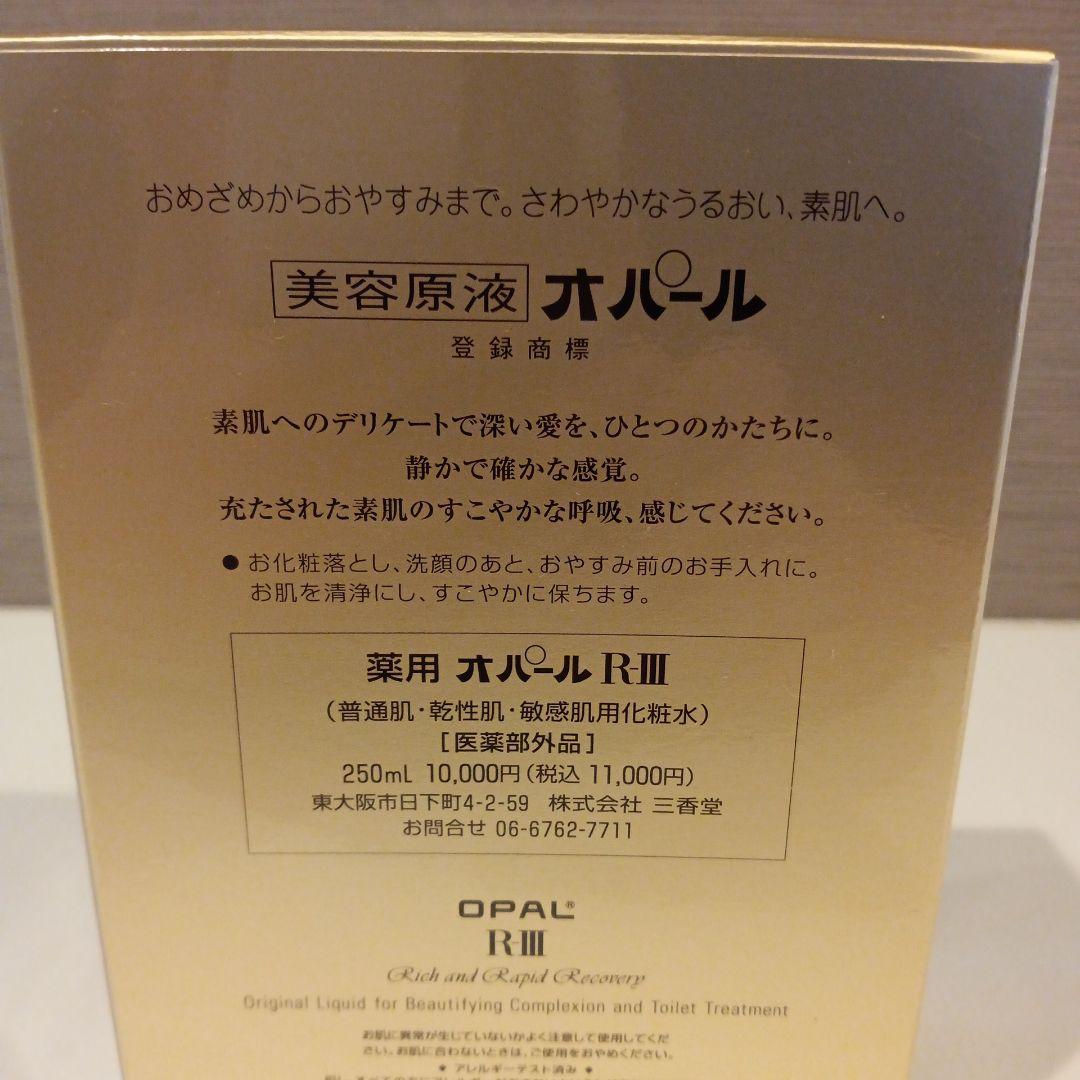 おめざめからおやすみまで。さわやかなうるおい、素肌へ。
美容原液 オパール
登録商標
素肌へのデリケートで深い愛を、ひとつのかたちに。
静かで確かな感覚。
充たされた素肌のすこやかな呼吸、感じてください。
● お化粧落とし、洗顔のあと、おやすみ前のお手入れに。
お肌を清浄にし、すこやかに保ちます。
薬用 オパール R-III
(普通肌・乾性肌・敏感肌用化粧水)
[医薬部外品]
250mL 10,000円(税込 11,000円)
東大阪市日下町4-2-59 株式会社 三香堂
お問合せ 06-6762-7711
OPAL®
R-III
Rich and Rapid Recovery
Original Liquid for Beautifying Complexion and Toilet Treatment
お肌に異常が生じていないかよく注意して使用してくだ
さい。お肌に合わないときは、ご使用をおやめください。
● アレルギーテスト済み ●